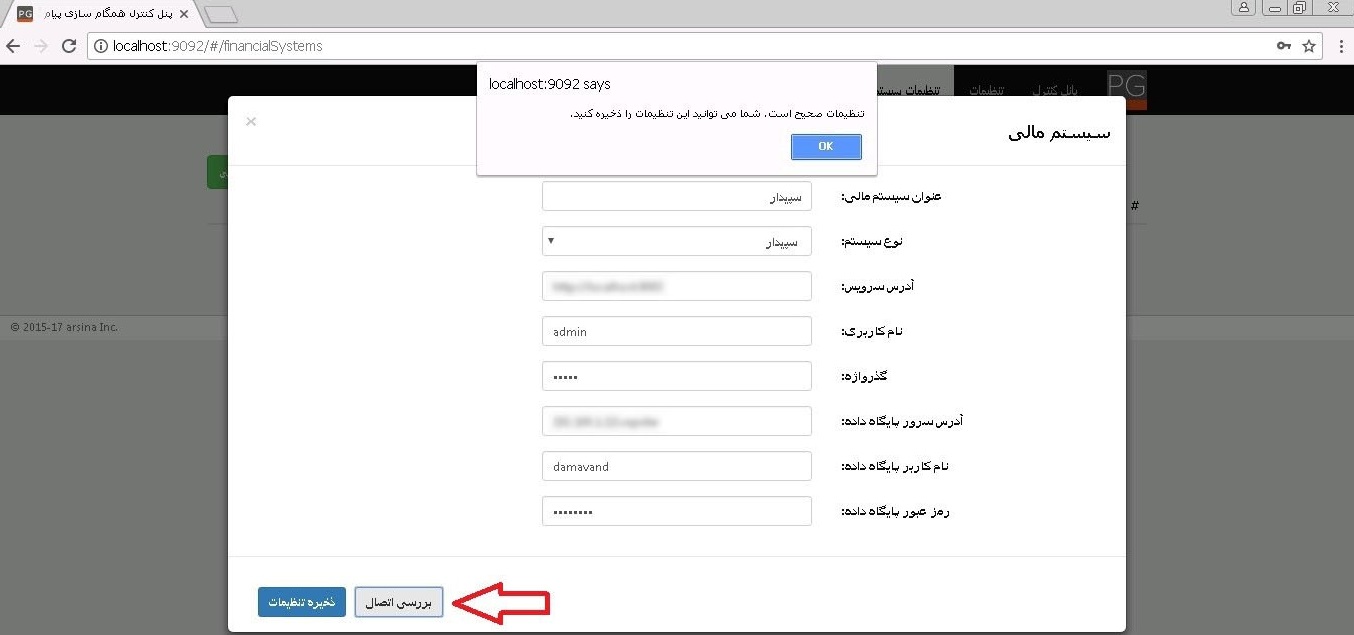 PG پنل کنترل همگام سازی پیام
localhost:9092/#/financialSystems
localhost:9092 says
تنظیمات صحیح است. شما می توانید این تنظیمات را ذخیره کنید.
OK
PG
پانل کنترل
تنظیمات
تنظیمات سیستم
×
سیستم مالی
#
عنوان سیستم مالی: سپیدار
نوع سیستم: سپیدار
آدرس سرویس:
نام کاربری: admin
گذرواژه: •••••
آدرس سرور پایگاه داده:
نام کاربر پایگاه داده: damavand
رمز عبور پایگاه داده: ••••••••
© 2015-17 arsina Inc.
بررسی اتصال
ذخیره تنظیمات